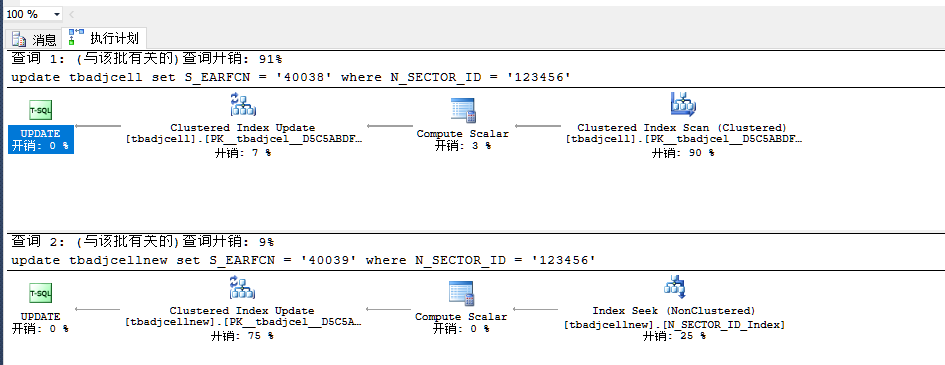 100 %
消息 执行计划
查询 1: (与该批有关的)查询开销: 91%
update tbadjcell set S_EARFCN = '40038' where N_SECTOR_ID = '123456'
T-SQL
UPDATE
开销: 0 %
Clustered Index Update
[tbadjcell].[PK__tbadjcel__D5C5ABDF…
开销: 7 %
Compute Scalar
开销: 3 %
Clustered Index Scan (Clustered)
[tbadjcell].[PK__tbadjcel__D5C5ABDF…
开销: 90 %
查询 2: (与该批有关的)查询开销: 9%
update tbadjcellnew set S_EARFCN = '40039' where N_SECTOR_ID = '123456'
T-SQL
UPDATE
开销: 0 %
Clustered Index Update
[tbadjcellnew].[PK__tbadjcel__D5C5A…
开销: 75 %
Compute Scalar
开销: 0 %
Index Seek (NonClustered)
[tbadjcellnew].[N_SECTOR_ID_Index]
开销: 25 %